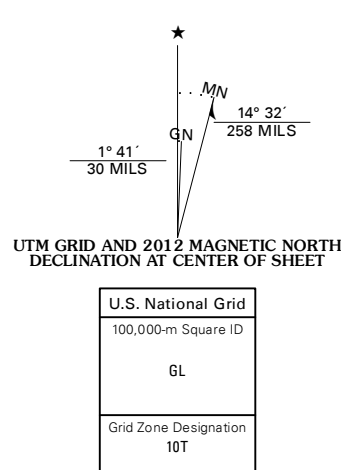 ★
MN
GN
14° 32´
258 MILS
1° 41´
30 MILS
UTM GRID AND 2012 MAGNETIC NORTH
DECLINATION AT CENTER OF SHEET
U.S. National Grid
100,000-m Square ID
GL
Grid Zone Designation
10T